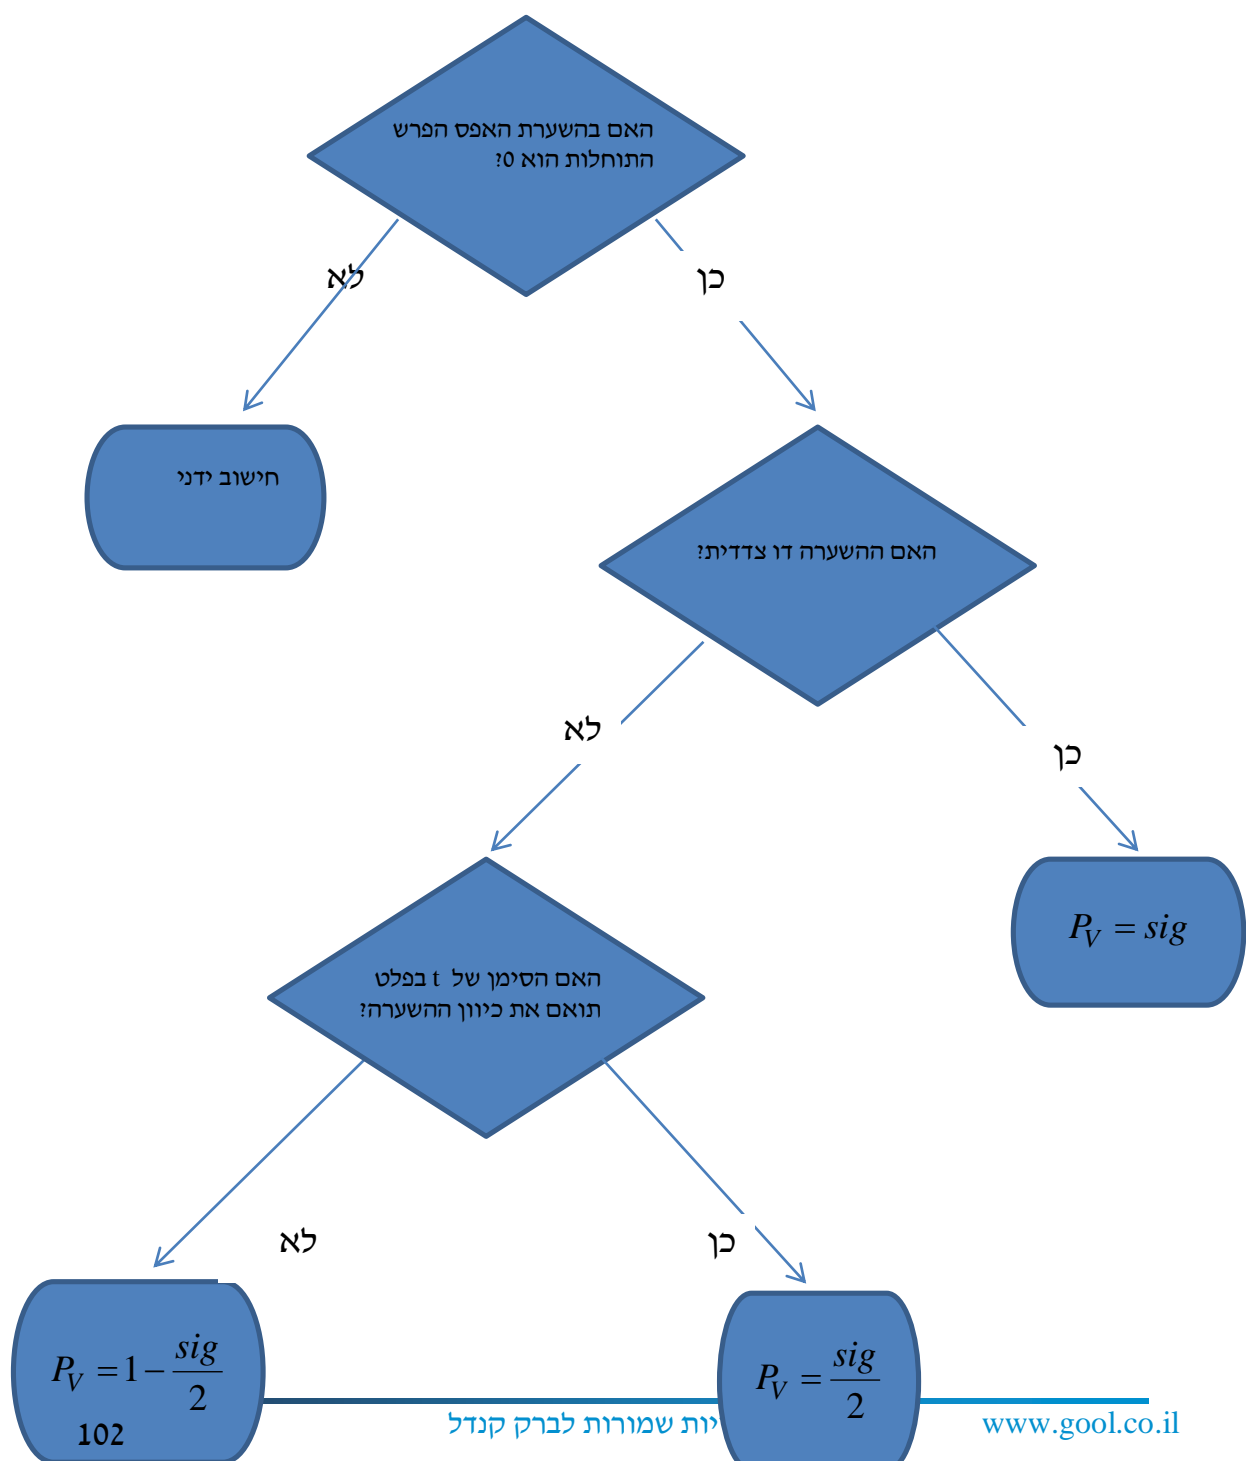 האם בהשערת האפס הפרש
התוחלות הוא 0?
לא
כן
חישוב ידני
האם ההשערה דו צדדית?
לא
כן
P_V = sig
האם הסימן של t בפלט
תואם את כיוון ההשערה?
לא
כן
P_V = 1 − sig/2
P_V = sig/2
102
יות שמורות לברק קנדל
www.gool.co.il